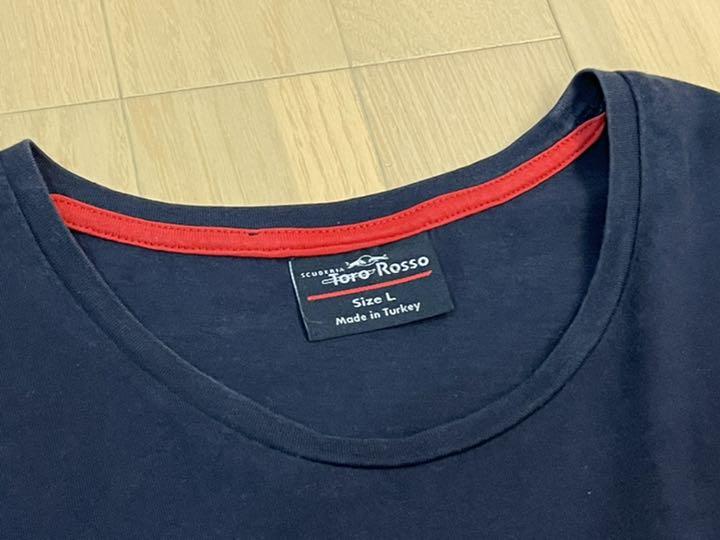 SCUDERIA Toro Rosso
Size L
Made in Turkey